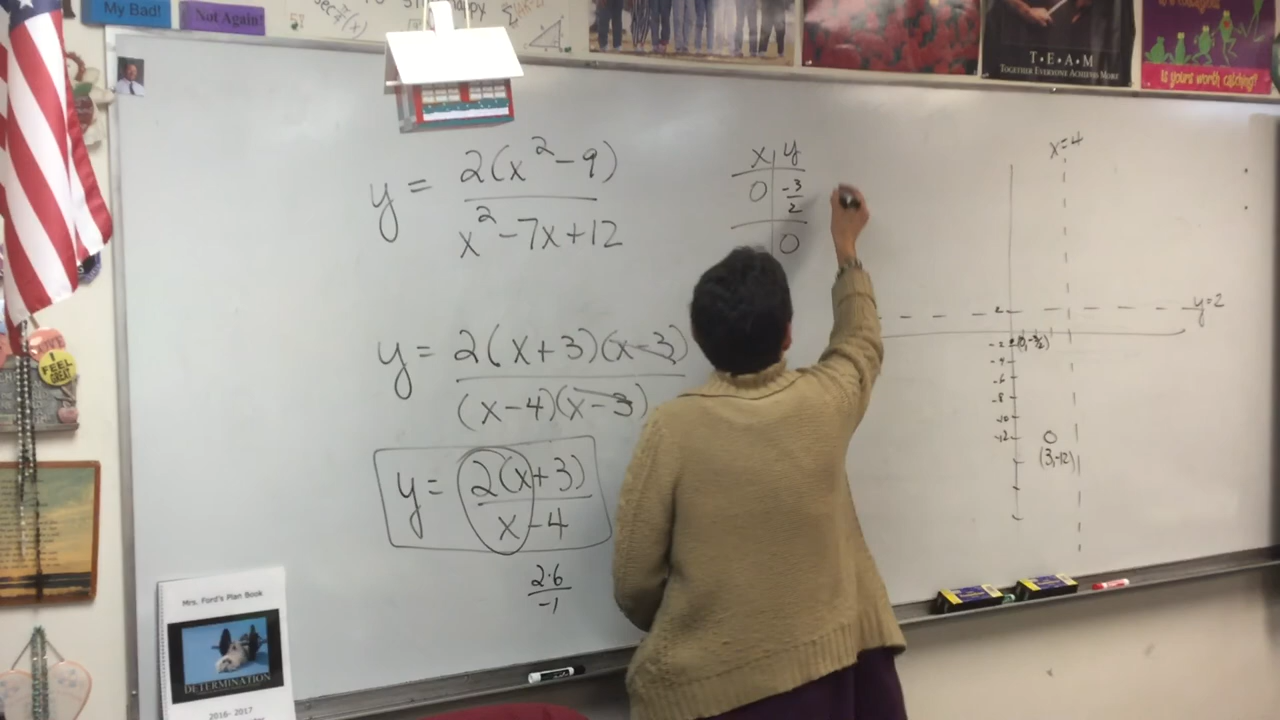 My Bad!
Not Again!
T•E•A•M
TOGETHER EVERYONE ACHIEVES MORE
is yours worth catching?
y = 2(x² - 9)
x² - 7x + 12
x y
0 -3/2
0
x=4
y=2
y = 2(x+3)(x-3)
(x-4)(x-3)
y = 2(x+3)
x-4
2·6
-1
2
-2
-4
-6
-8
-10
-12
(3,-12)
I FEEL GREAT
Mrs. Ford's Plan Book
DETERMINATION
2016- 2017